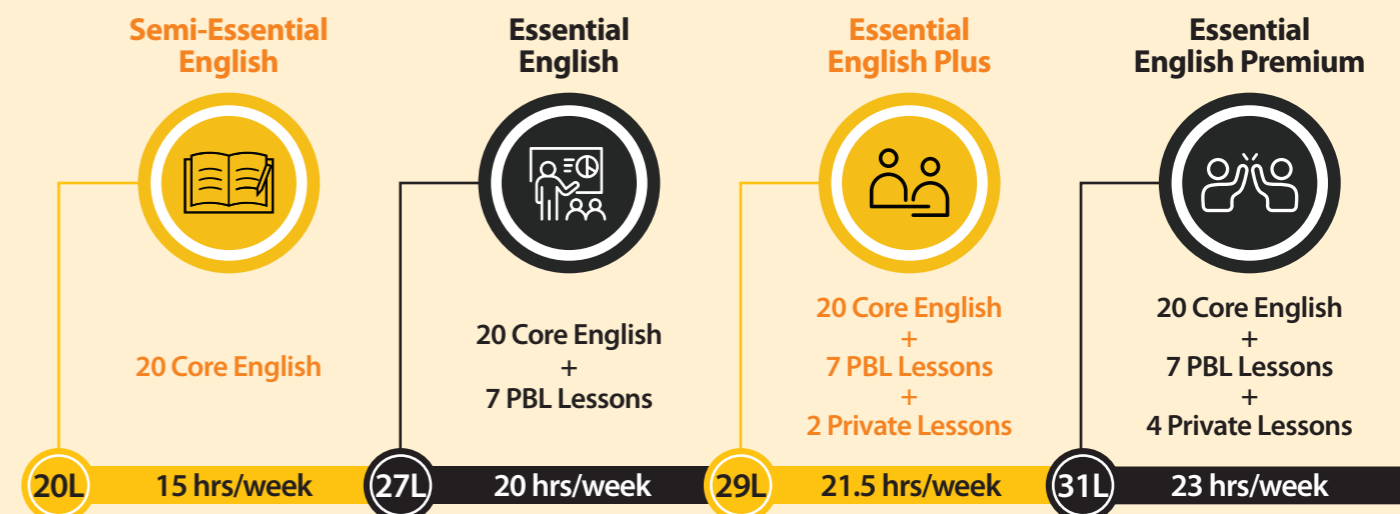 Semi-Essential
English
20 Core English
20L
15 hrs/week
Essential
English
20 Core English
+
7 PBL Lessons
27L
20 hrs/week
Essential
English Plus
20 Core English
+
7 PBL Lessons
+
2 Private Lessons
29L
21.5 hrs/week
Essential
English Premium
20 Core English
+
7 PBL Lessons
+
4 Private Lessons
31L
23 hrs/week